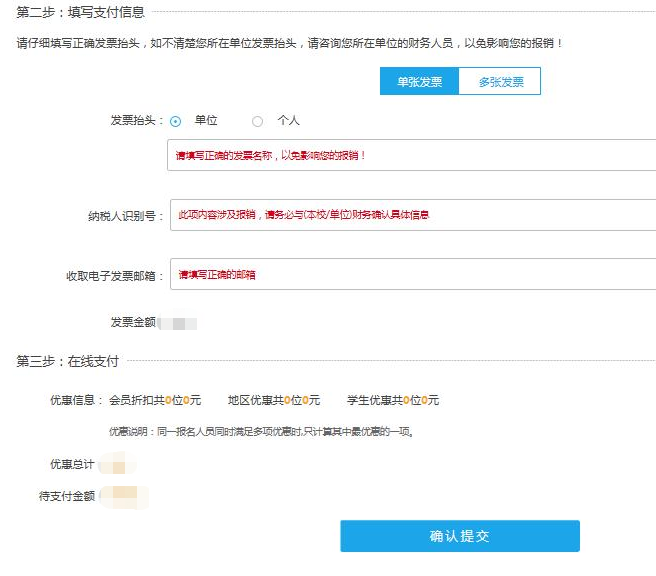 第二步：填写支付信息
请仔细填写正确发票抬头，如不清楚您所在单位发票抬头，请咨询您所在单位的财务人员，以免影响您的报销！
单张发票 多张发票
发票抬头： 单位 个人
请填写正确的发票名称，以免影响您的报销！
纳税人识别号： 此项内容涉及报销，请务必与(本校/单位)财务确认具体信息
收取电子发票邮箱： 请填写正确的邮箱
发票金额
第三步：在线支付
优惠信息： 会员折扣共0位0元 地区优惠共0位0元 学生优惠共0位0元
优惠说明：同一报名人员同时满足多项优惠时,只计算其中最优惠的一项。
优惠总计
待支付金额
确认提交